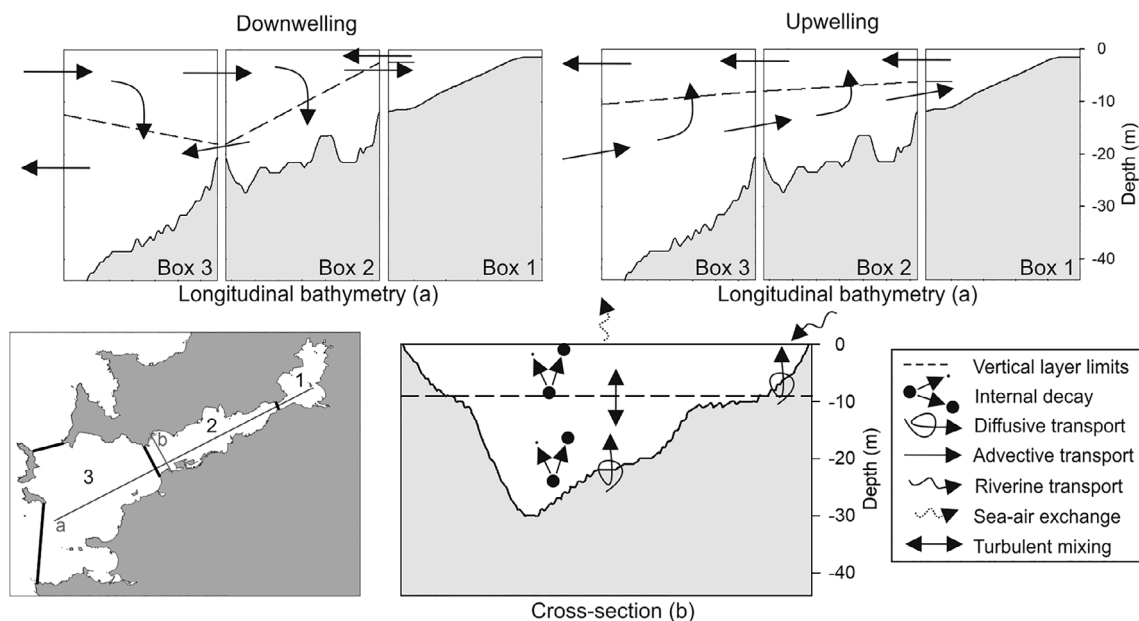 Downwelling
Upwelling
Box 3
Box 2
Box 1
Longitudinal bathymetry (a)
Box 3
Box 2
Box 1
Longitudinal bathymetry (a)
0
-10
-20
-30
-40
Depth (m)
1
2
3
a
b
0
-10
-20
-30
-40
Depth (m)
Cross-section (b)
Vertical layer limits
Internal decay
Diffusive transport
Advective transport
Riverine transport
Sea-air exchange
Turbulent mixing